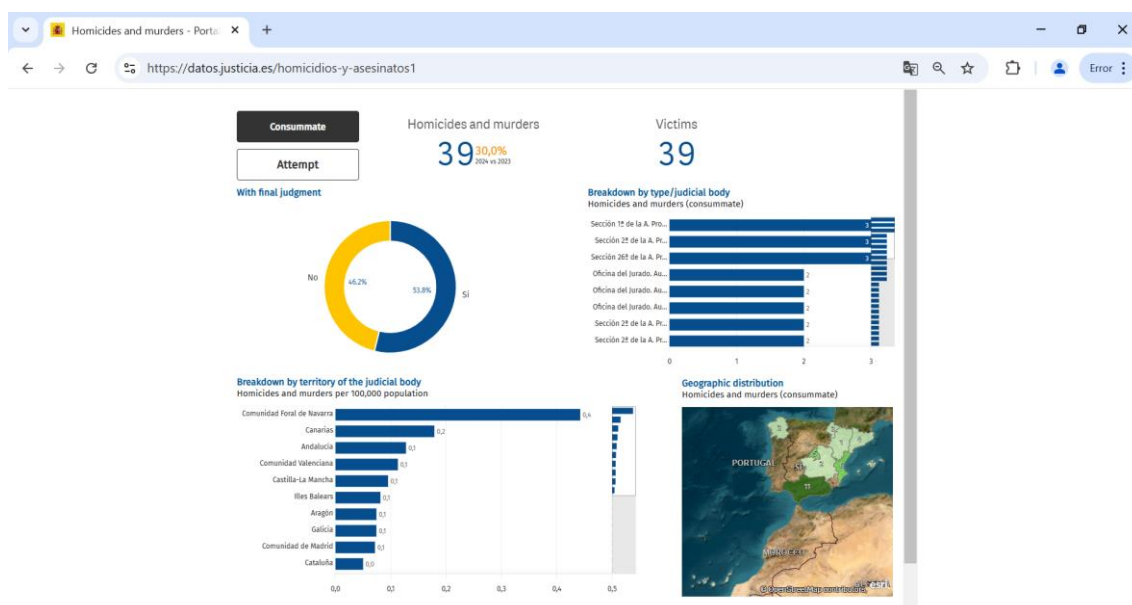 Homicides and murders - Porta
https://datos.justicia.es/homicidios-y-asesinatos1
Error
Consummate
Attempt
Homicides and murders
39
30,0%
2024 vs 2023
Victims
39
With final judgment
No
46.2%
53.8%
Si
Breakdown by type/judicial body
Homicides and murders (consummate)
Sección 1ª de la A. Pro... 3
Sección 2ª de la A. Pr... 3
Sección 26ª de la A. Pr... 3
Oficina del Jurado. Au... 2
Oficina del Jurado. Au... 2
Oficina del Jurado. Au... 2
Sección 2ª de la A. Pr... 2
Sección 2ª de la A. Pr... 2
0 1 2 3
Breakdown by territory of the judicial body
Homicides and murders per 100,000 population
Comunidad Foral de Navarra 0,4
Canarias 0,2
Andalucía 0,1
Comunidad Valenciana 0,1
Castilla-La Mancha 0,1
Illes Balears 0,1
Aragón 0,1
Galicia 0,1
Comunidad de Madrid 0,1
Cataluña 0,0
0,0 0,1 0,2 0,3 0,4 0,5
Geographic distribution
Homicides and murders (consummate)
PORTUGAL
11
© OpenStreetMap contributors